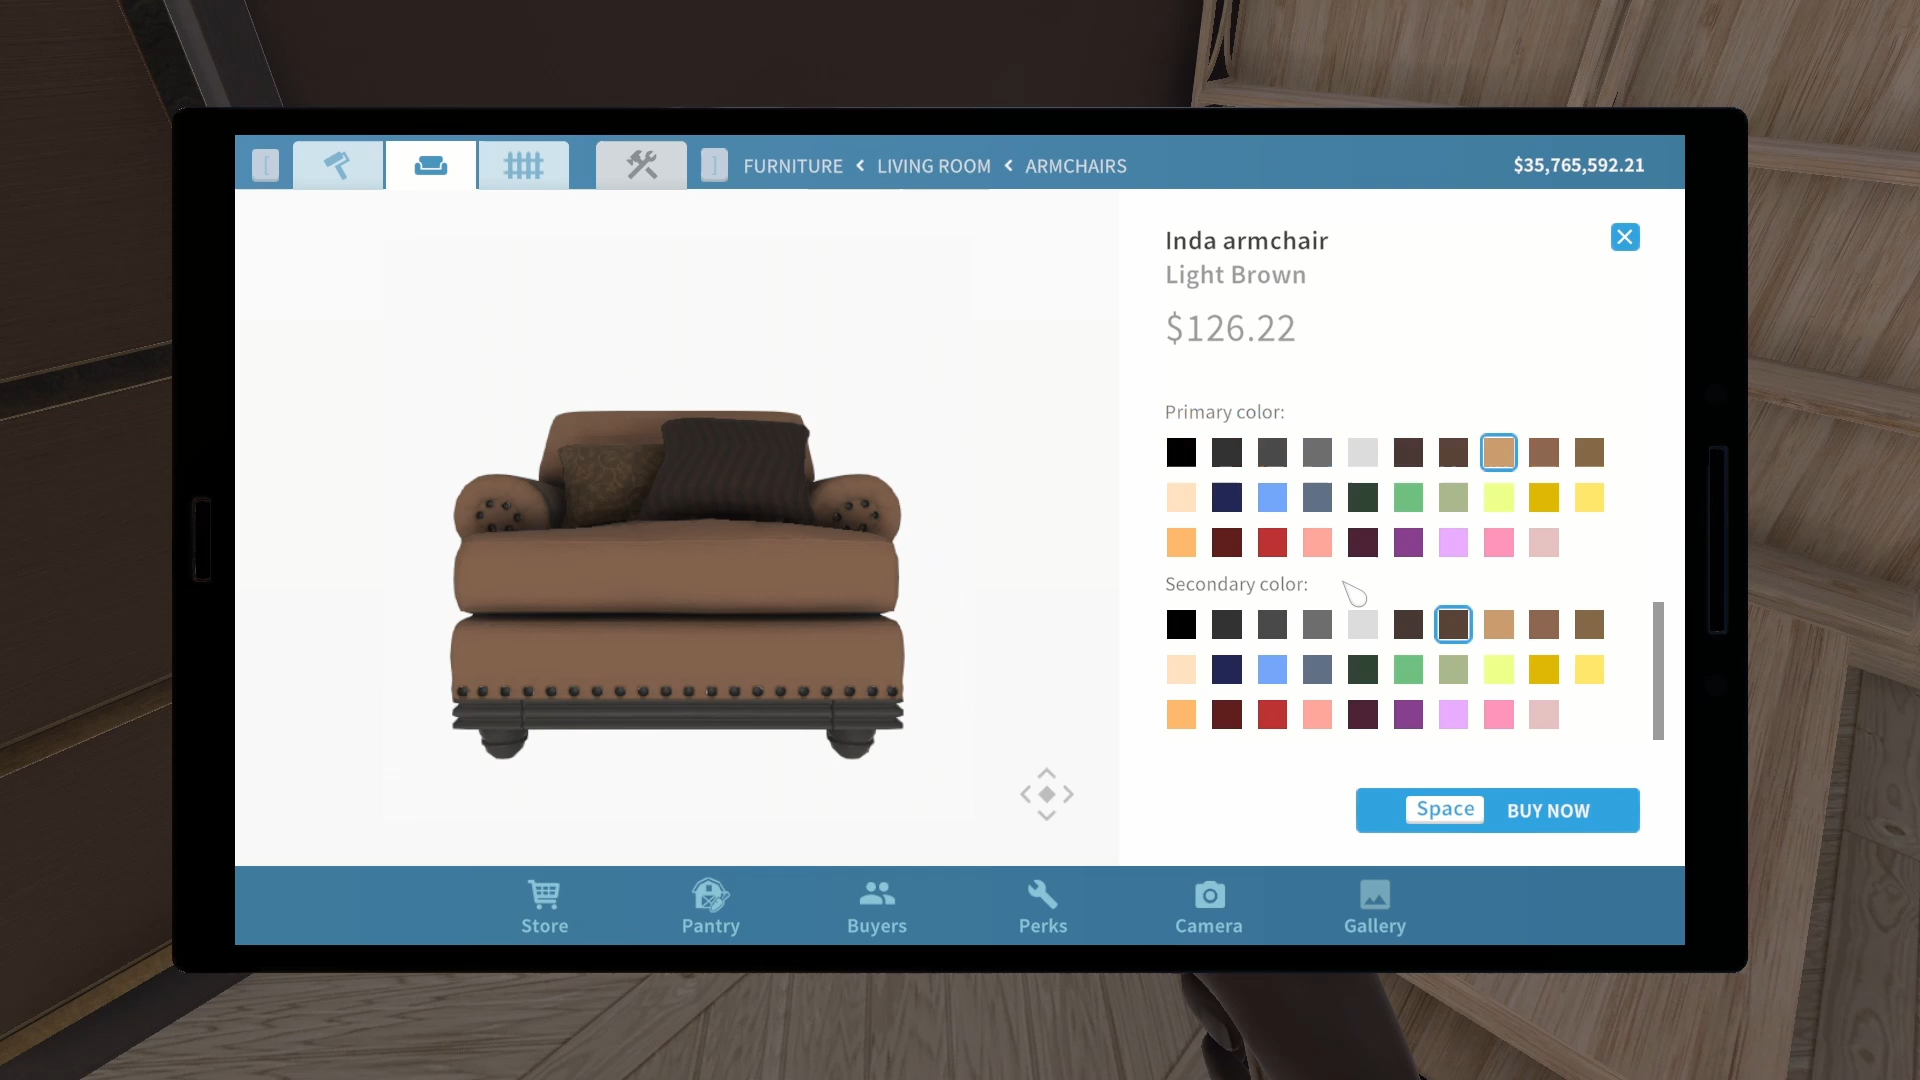 [ ] FURNITURE < LIVING ROOM < ARMCHAIRS $35,765,592.21
Inda armchair
Light Brown
$126.22
Primary color:
Secondary color:
Space BUY NOW
Store Pantry Buyers Perks Camera Gallery